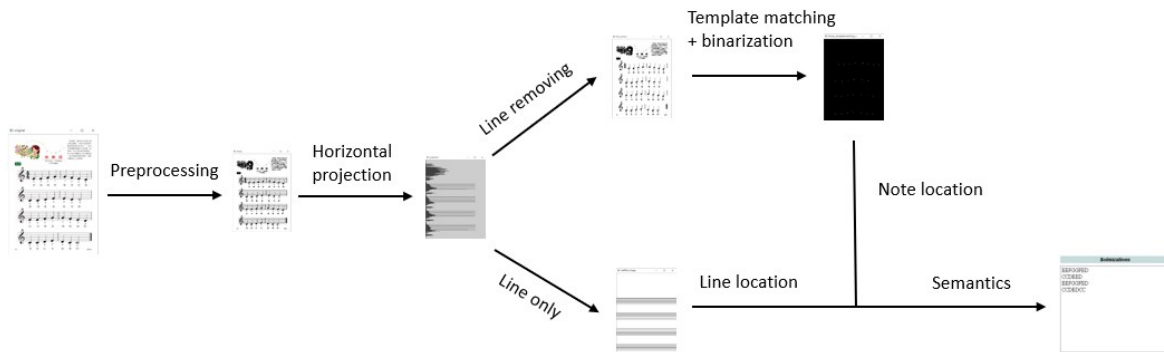 Preprocessing
Horizontal
projection
Line removing
Line only
Template matching
+ binarization
Note location
Line location
Semantics
Solmizations
EEFGGFED
CCDEED
EEFGGFED
CCDEDCC